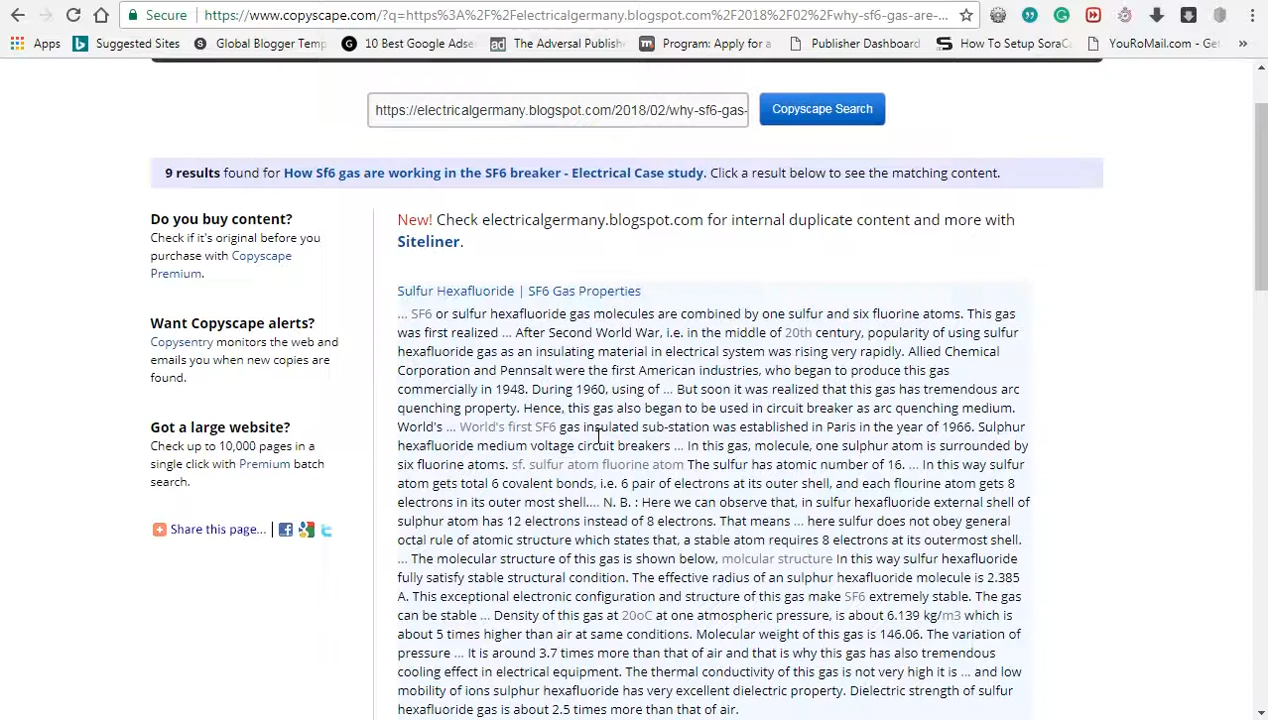 Secure | https://www.copyscape.com/?q=https%3A%2F%2Felectricalgermany.blogspot.com%2F2018%2F02%2Fwhy-sf6-gas-are-...
Apps Suggested Sites Global Blogger Temp 10 Best Google Adse The Adversal Publish Program: Apply for a Publisher Dashboard How To Setup SoraC YouRoMail.com - Get »
https://electricalgermany.blogspot.com/2018/02/why-sf6-gas- Copyscape Search
9 results found for How Sf6 gas are working in the SF6 breaker - Electrical Case study. Click a result below to see the matching content.
Do you buy content?
Check if it's original before you
purchase with Copyscape
Premium.
Want Copyscape alerts?
Copysentry monitors the web and
emails you when new copies are
found.
Got a large website?
Check up to 10,000 pages in a
single click with Premium batch
search.
Share this page... |
New! Check electricalgermany.blogspot.com for internal duplicate content and more with
Siteliner.
Sulfur Hexafluoride | SF6 Gas Properties
... SF6 or sulfur hexafluoride gas molecules are combined by one sulfur and six fluorine atoms. This gas
was first realized ... After Second World War, i.e. in the middle of 20th century, popularity of using sulfur
hexafluoride gas as an insulating material in electrical system was rising very rapidly. Allied Chemical
Corporation and Pennsalt were the first American industries, who began to produce this gas
commercially in 1948. During 1960, using of ... But soon it was realized that this gas has tremendous arc
quenching property. Hence, this gas also began to be used in circuit breaker as arc quenching medium.
World's ... World's first SF6 gas insulated sub-station was established in Paris in the year of 1966. Sulphur
hexafluoride medium voltage circuit breakers ... In this gas, molecule, one sulphur atom is surrounded by
six fluorine atoms. sf. sulfur atom fluorine atom The sulfur has atomic number of 16. ... In this way sulfur
atom gets total 6 covalent bonds, i.e. 6 pair of electrons at its outer shell, and each flourine atom gets 8
electrons in its outer most shell.... N. B. : Here we can observe that, in sulfur hexafluoride external shell of
sulphur atom has 12 electrons instead of 8 electrons. That means ... here sulfur does not obey general
octal rule of atomic structure which states that, a stable atom requires 8 electrons at its outermost shell.
... The molecular structure of this gas is shown below, molcular structure In this way sulfur hexafluoride
fully satisfy stable structural condition. The effective radius of an sulphur hexafluoride molecule is 2.385
A. This exceptional electronic configuration and structure of this gas make SF6 extremely stable. The gas
can be stable ... Density of this gas at 20oC at one atmospheric pressure, is about 6.139 kg/m3 which is
about 5 times higher than air at same conditions. Molecular weight of this gas is 146.06. The variation of
pressure ... It is around 3.7 times more than that of air and that is why this gas has also tremendous
cooling effect in electrical equipment. The thermal conductivity of this gas is not very high it is ... and low
mobility of ions sulphur hexafluoride has very excellent dielectric property. Dielectric strength of sulfur
hexafluoride gas is about 2.5 times more than that of air.